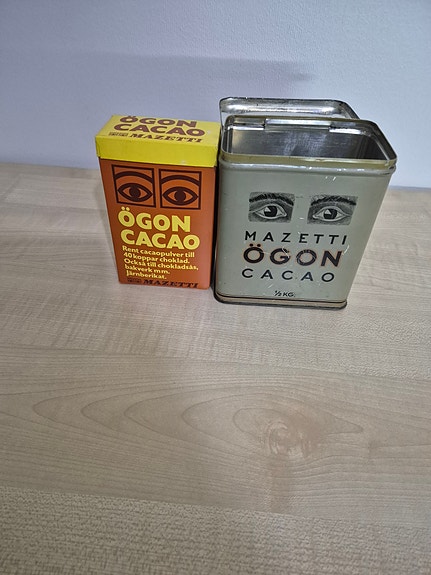 ÖGON
CACAO
MAZETTI
ÖGON
CACAO
Rent cacaopulver till
40 koppar choklad.
Också till chokladsås,
bakverk m.m.
Järnberikat.
MAZETTI
MAZETTI
ÖGON
CACAO
½ KG.